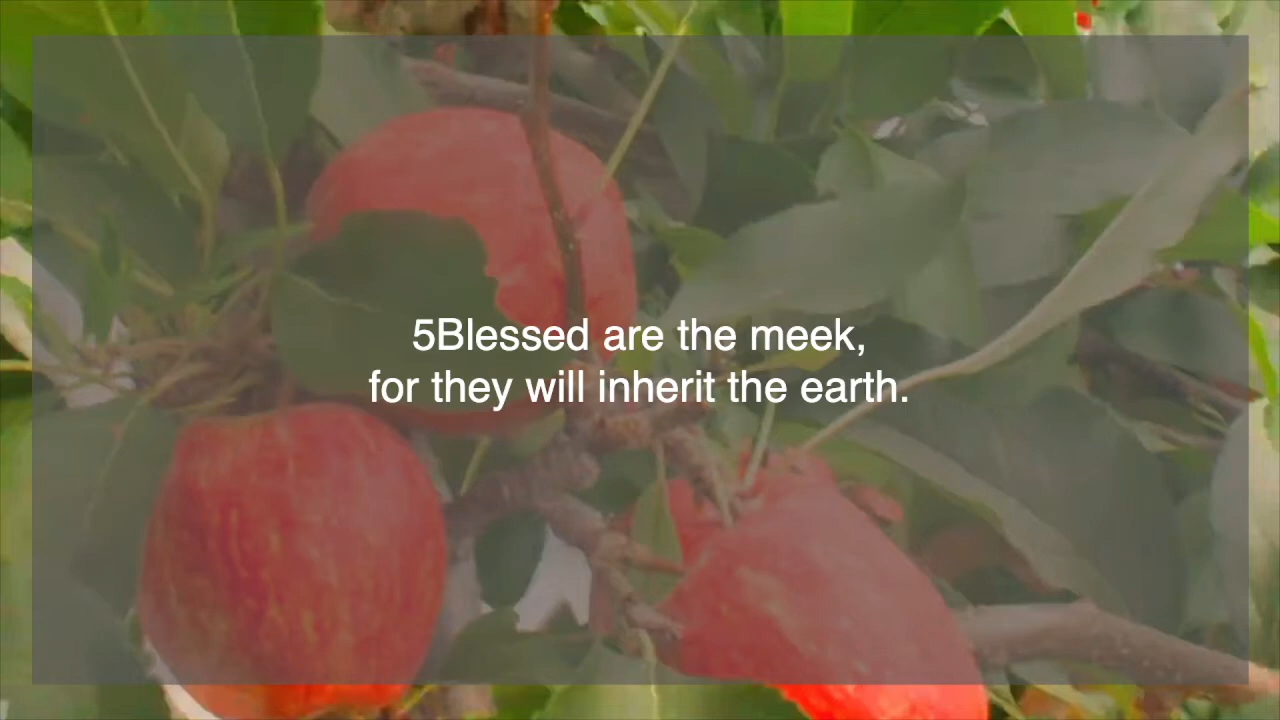 5Blessed are the meek,
for they will inherit the earth.